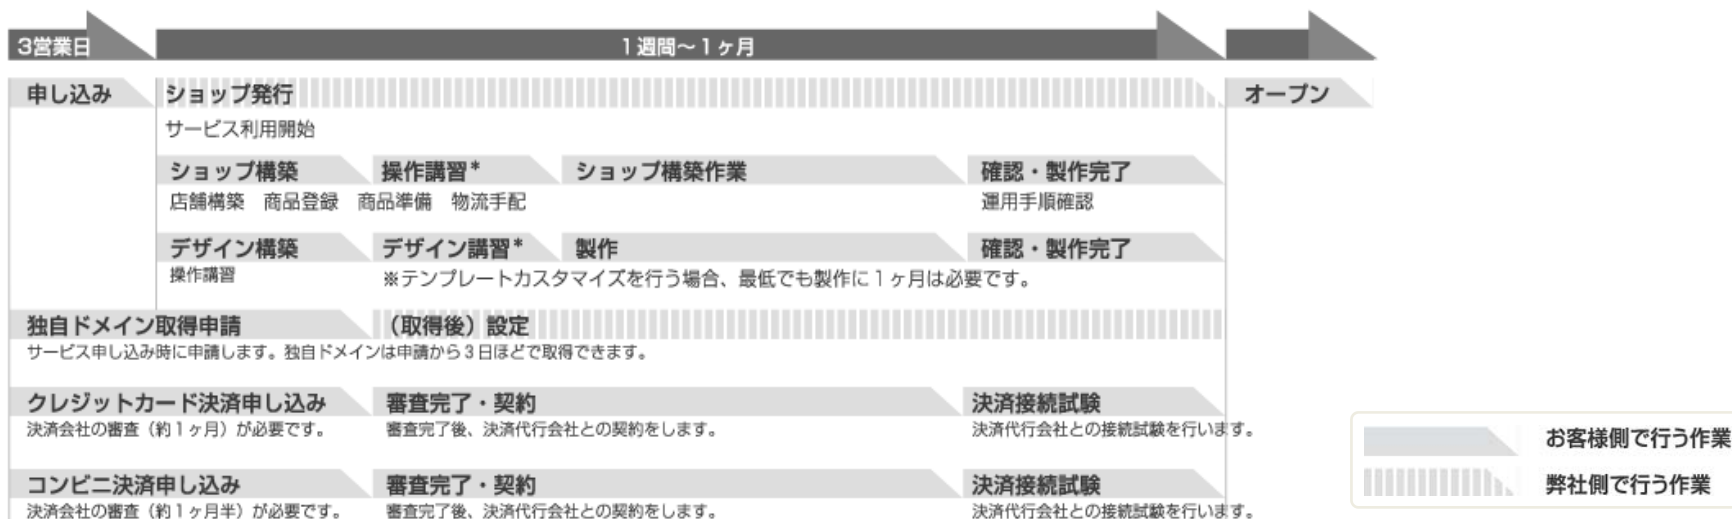 3営業日
1週間～1ヶ月
申し込み
ショップ発行
オープン
サービス利用開始
ショップ構築
操作講習*
ショップ構築作業
確認・製作完了
店舗構築 商品登録 商品準備 物流手配
運用手順確認
デザイン構築
デザイン講習*
製作
確認・製作完了
操作講習
※テンプレートカスタマイズを行う場合、最低でも製作に1ヶ月は必要です。
独自ドメイン取得申請
（取得後）設定
サービス申し込み時に申請します。独自ドメインは申請から3日ほどで取得できます。
クレジットカード決済申し込み
審査完了・契約
決済接続試験
決済会社の審査（約1ヶ月）が必要です。
審査完了後、決済代行会社との契約をします。
決済代行会社との接続試験を行います。
コンビニ決済申し込み
審査完了・契約
決済接続試験
決済会社の審査（約1ヶ月半）が必要です。
審査完了後、決済代行会社との契約をします。
決済代行会社との接続試験を行います。
お客様側で行う作業
弊社側で行う作業